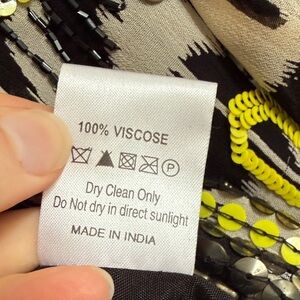 100% VISCOSE
P
Dry Clean Only
Do Not dry in direct sunlight
MADE IN INDIA